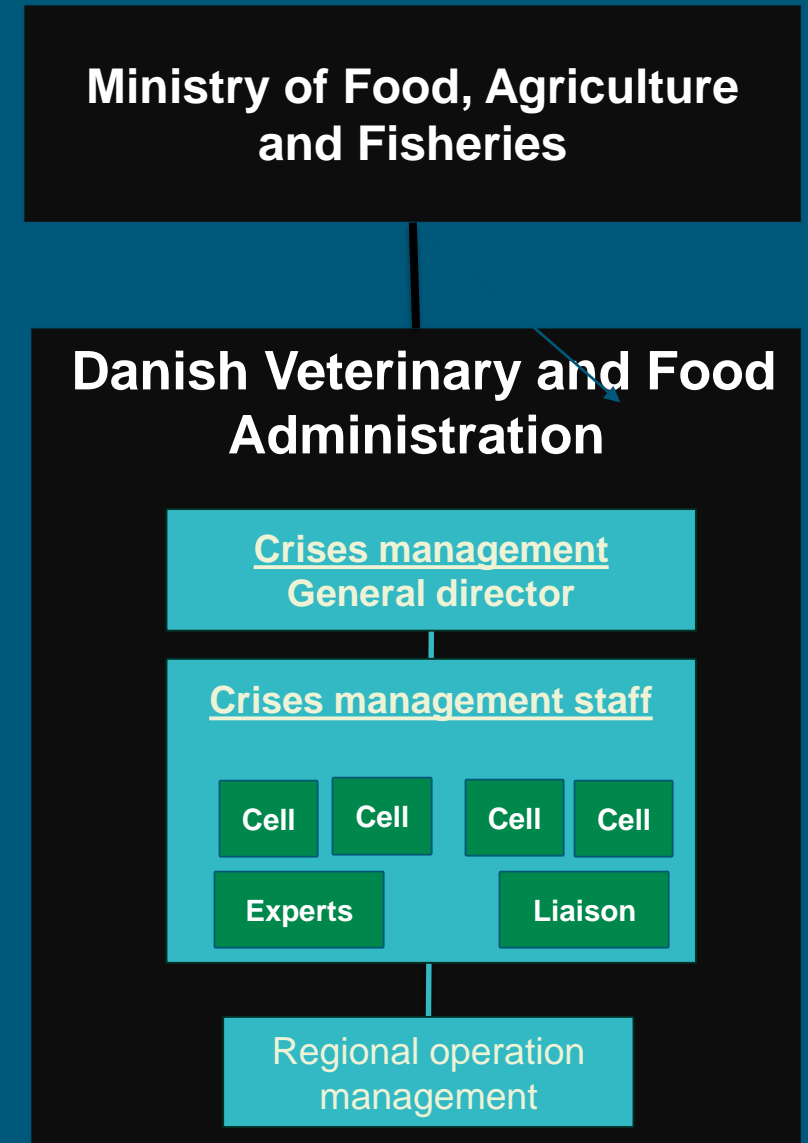 Ministry of Food, Agriculture
and Fisheries
Danish Veterinary and Food
Administration
Crises management
General director
Crises management staff
Cell Cell Cell Cell
Experts Liaison
Regional operation
management